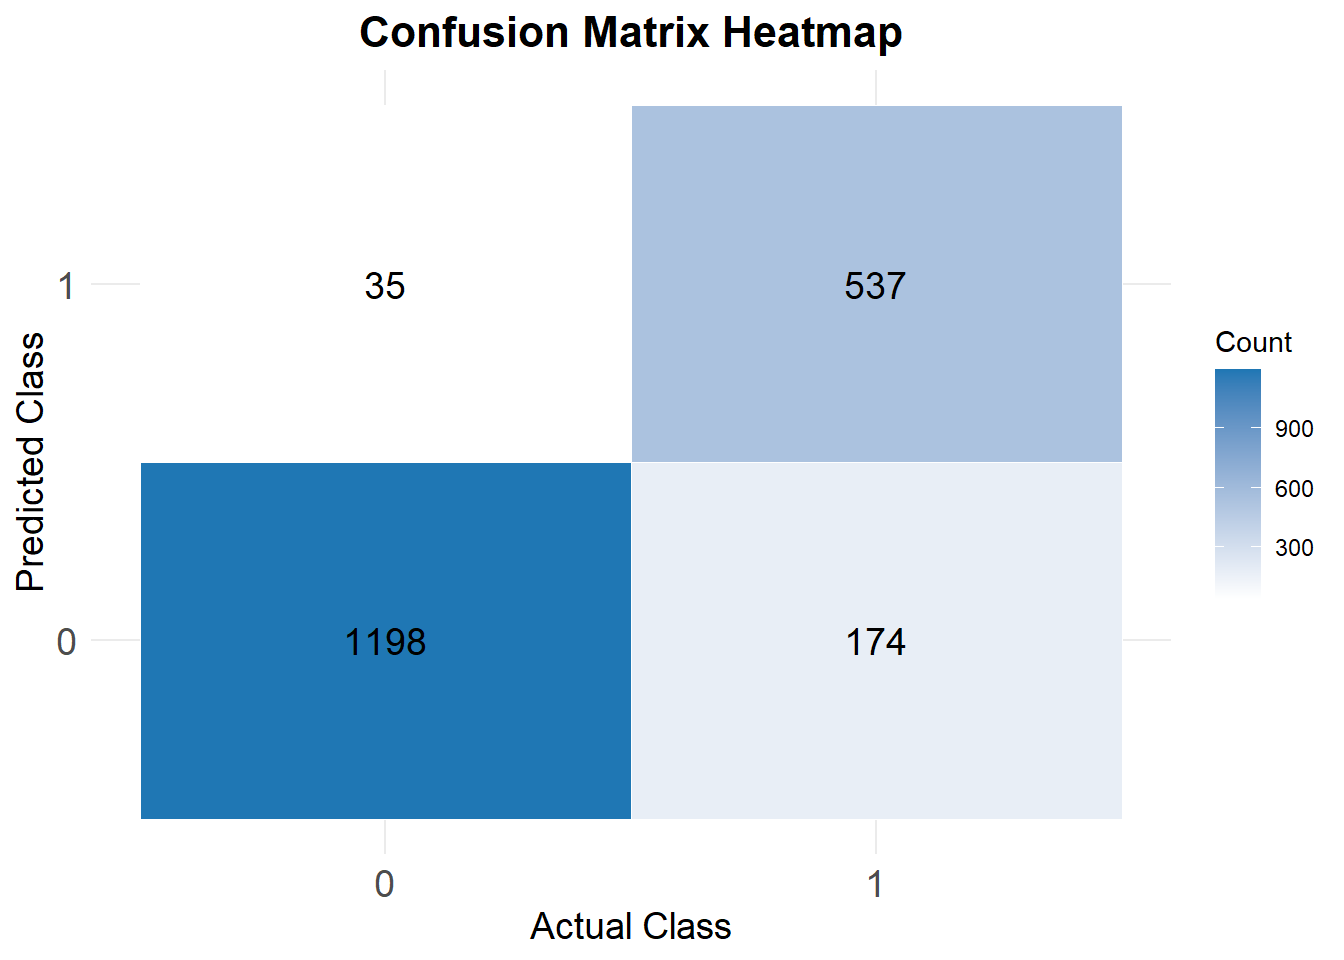 Confusion Matrix Heatmap
Predicted Class
1
0
35
537
1198
174
0
1
Actual Class
Count
900
600
300